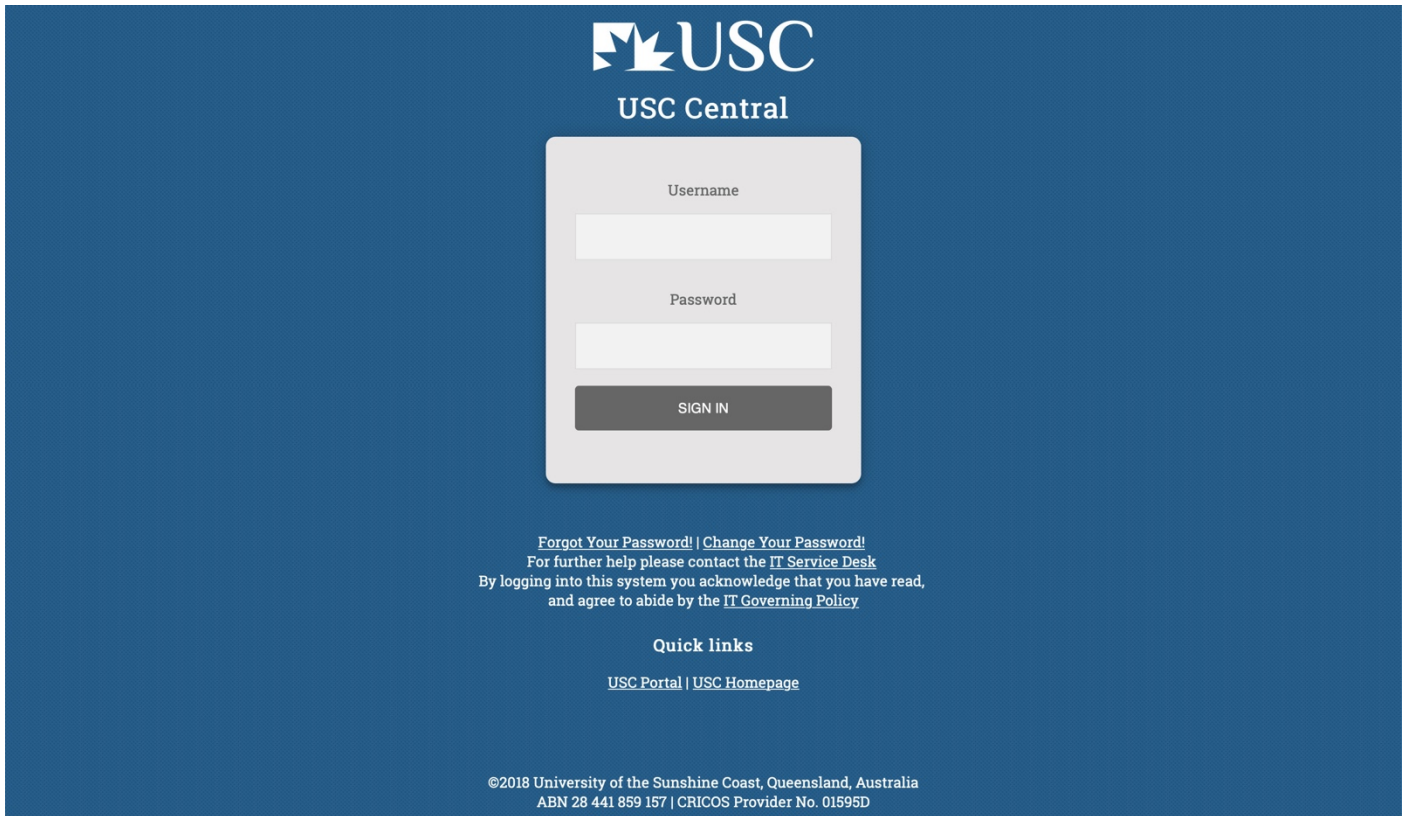 USC
USC Central
Username
Password
SIGN IN
Forgot Your Password! | Change Your Password!
For further help please contact the IT Service Desk
By logging into this system you acknowledge that you have read,
and agree to abide by the IT Governing Policy
Quick links
USC Portal | USC Homepage
©2018 University of the Sunshine Coast, Queensland, Australia
ABN 28 441 859 157 | CRICOS Provider No. 01595D